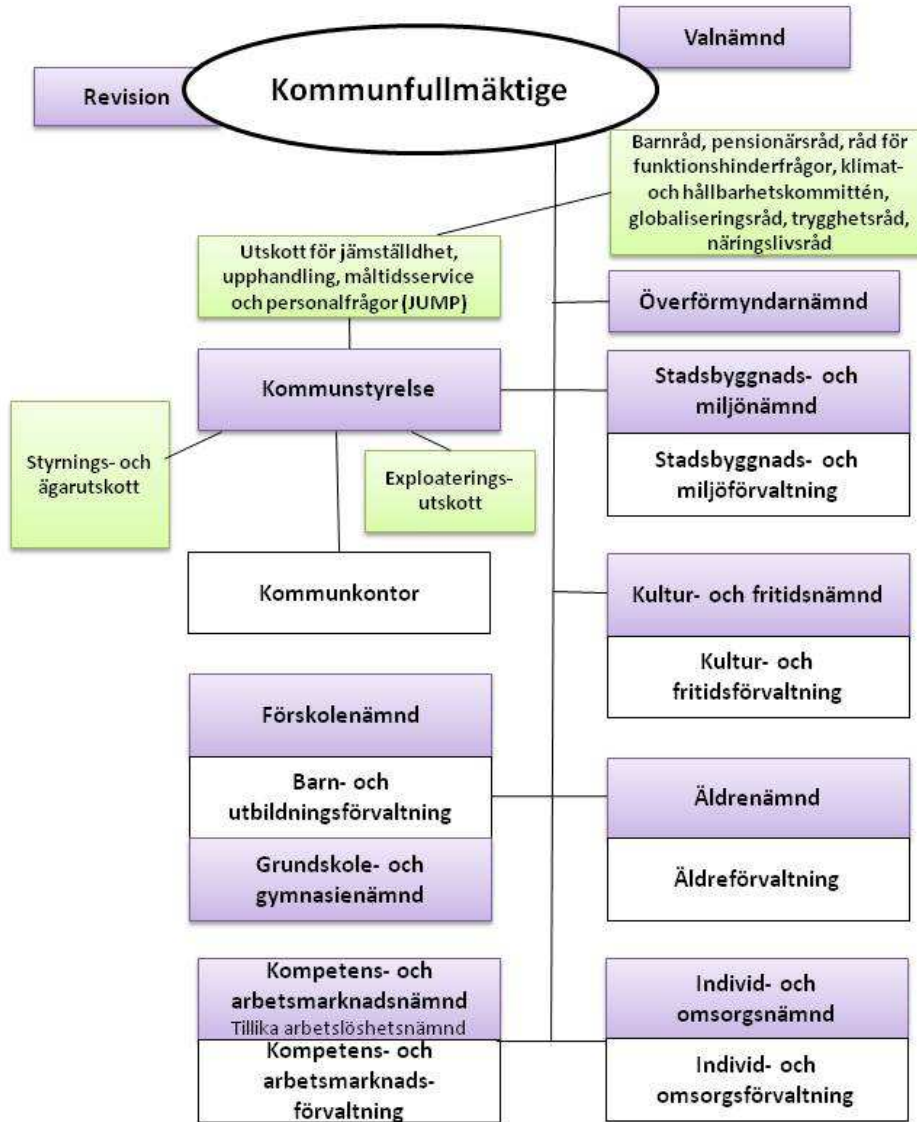 Valnämnd
Revision
Kommunfullmäktige
Barnråd, pensionärsråd, råd för
funktionshinderfrågor, klimat-
och hållbarhetskommittén,
globaliseringsråd, trygghetsråd,
näringslivsråd
Utskott för jämställdhet,
upphandling, måltidsservice
och personalfrågor (JUMP)
Överförmyndarnämnd
Kommunstyrelse
Stadsbyggnads- och
miljönämnd
Stadsbyggnads- och
miljöförvaltning
Styrnings- och
ägarutskott
Exploaterings-
utskott
Kommunkontor
Kultur- och fritidsnämnd
Kultur- och
fritidsförvaltning
Förskolenämnd
Barn- och
utbildningsförvaltning
Grundskole- och
gymnasienämnd
Äldrenämnd
Äldreförvaltning
Kompetens- och
arbetsmarknadsnämnd
Tillika arbetslöshetsnämnd
Kompetens- och
arbetsmarknads-
förvaltning
Individ- och
omsorgsnämnd
Individ- och
omsorgsförvaltning